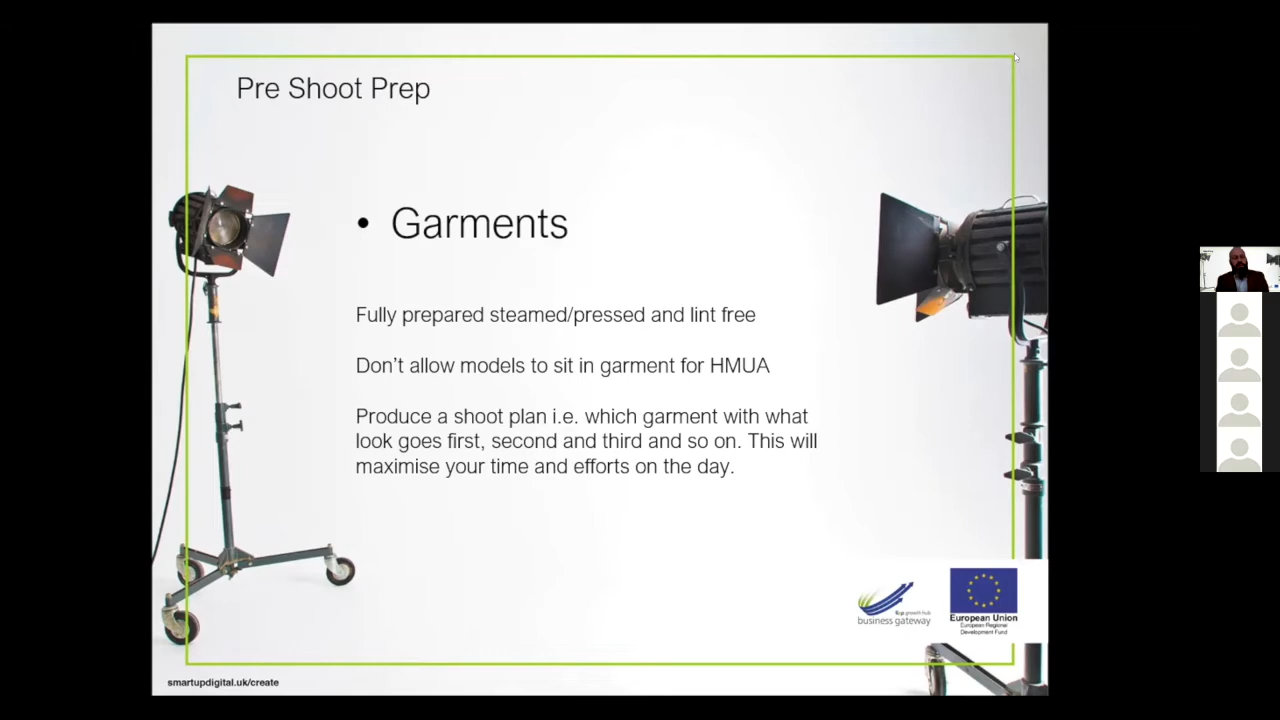 Pre Shoot Prep
• Garments
Fully prepared steamed/pressed and lint free
Don’t allow models to sit in garment for HMUA
Produce a shoot plan i.e. which garment with what
look goes first, second and third and so on. This will
maximise your time and efforts on the day.
growth hub
business gateway
European Union
European Regional
Development Fund
smartupdigital.uk/create